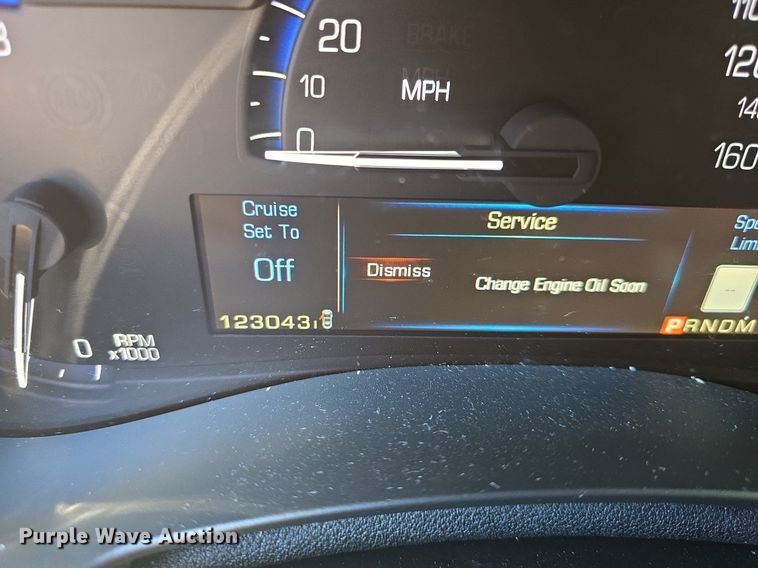 20
BRAKE
110
120
10
MPH
140
0
160
Cruise
Set To
Off
Service
Dismiss
Change Engine Oil Soon
123043
PRNDM
0
RPM
x1000
Purple Wave Auction